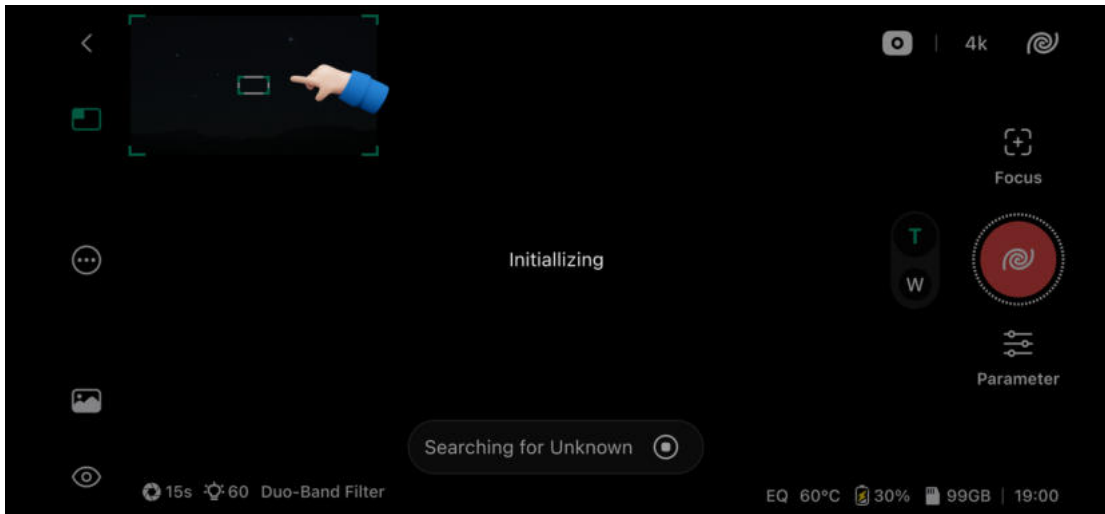 4k
Focus
T
Initiallizing
W
Parameter
Searching for Unknown
15s 60 Duo-Band Filter
EQ 60°C 30% 99GB | 19:00